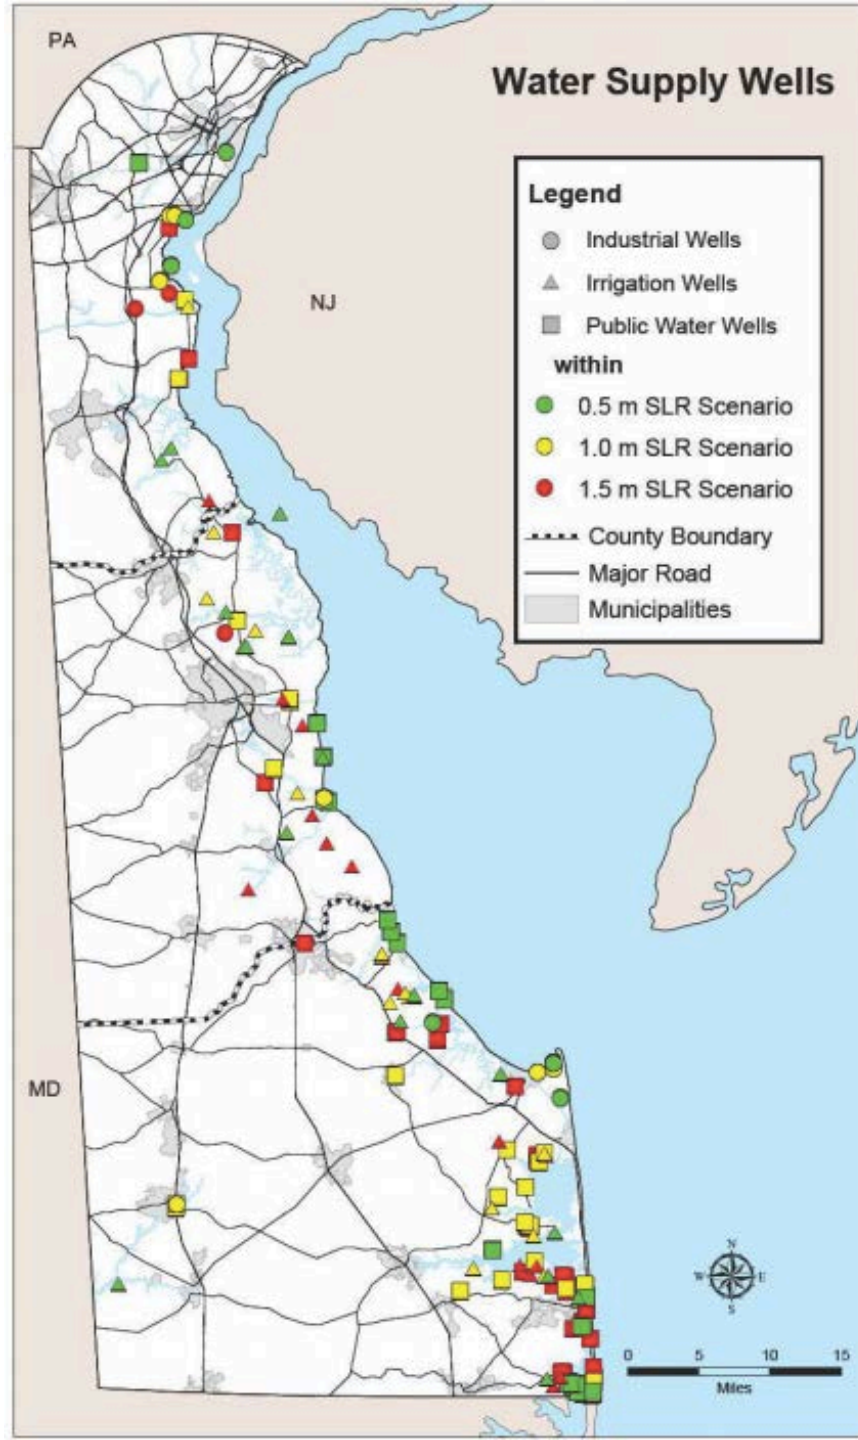 PA
Water Supply Wells
Legend
Industrial Wells
Irrigation Wells
Public Water Wells
within
0.5 m SLR Scenario
1.0 m SLR Scenario
1.5 m SLR Scenario
County Boundary
Major Road
Municipalities
NJ
MD
N
W E
S
0 5 10 15
Miles